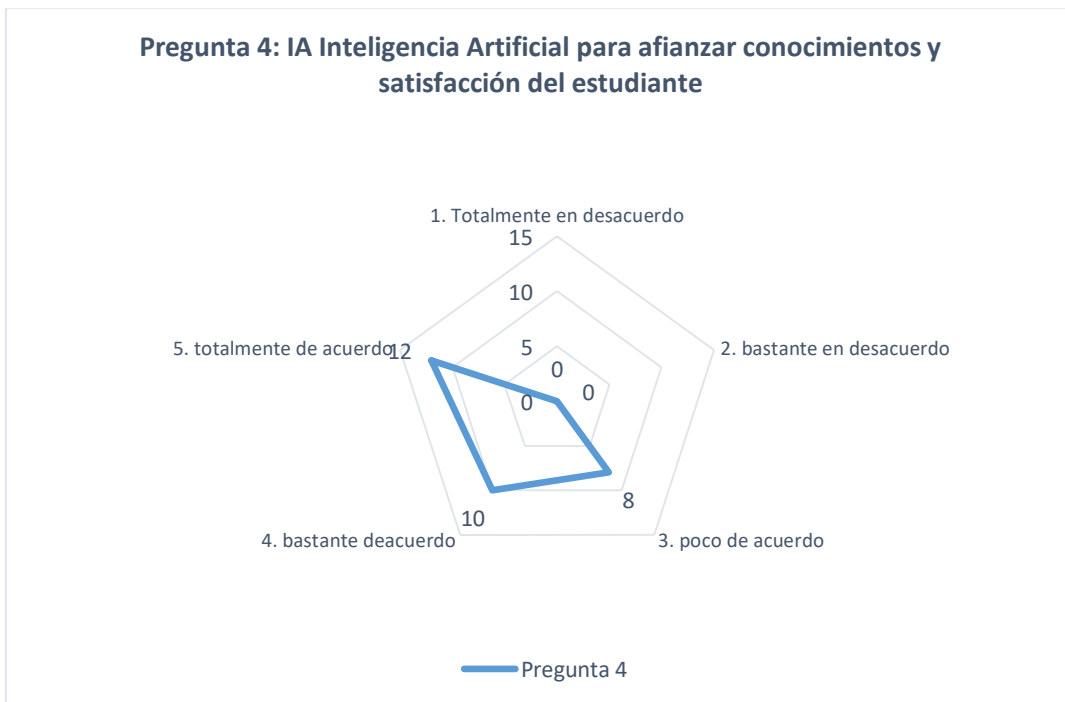 Pregunta 4: IA Inteligencia Artificial para afianzar conocimientos y
satisfacción del estudiante
1. Totalmente en desacuerdo
15
10
5. totalmente de acuerdo
12
5
2. bastante en desacuerdo
0
0
0
8
10
4. bastante deacuerdo
3. poco de acuerdo
Pregunta 4